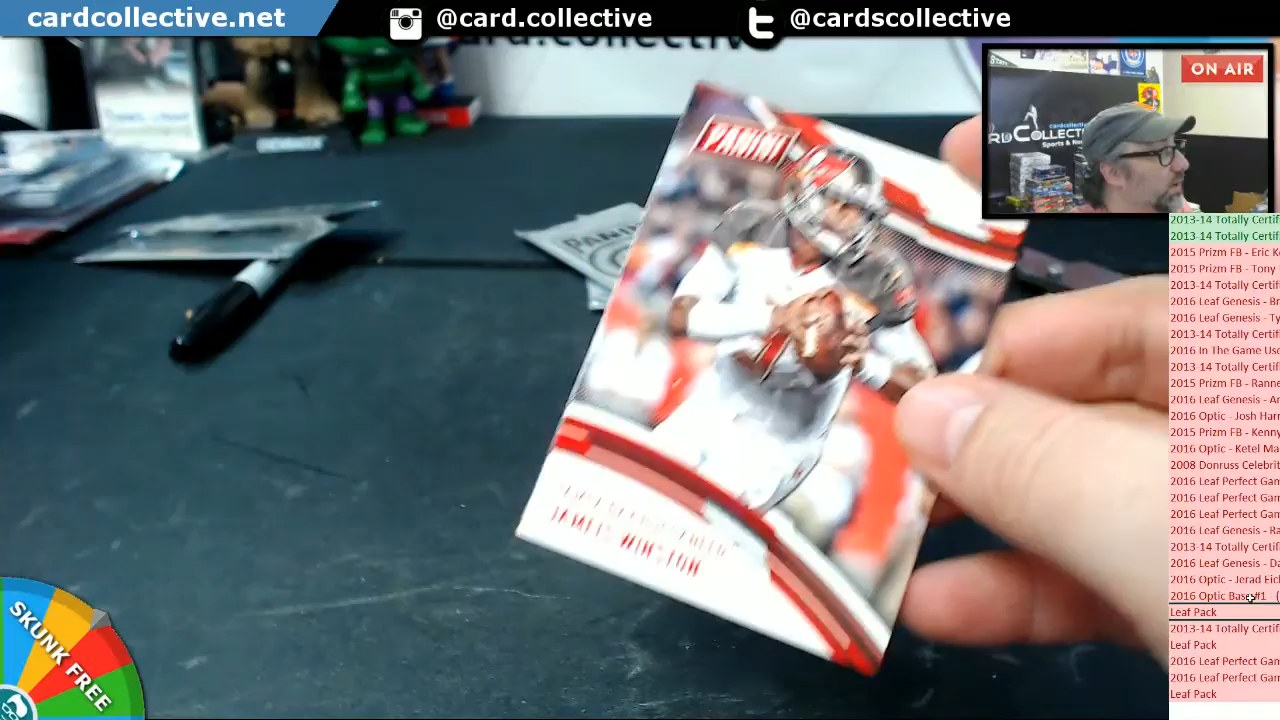 cardcollective.net
@card.collective
@cardscollective
card.collectiv
ON AIR
PANINI
PANINI
JAMEIS WINSTON
SKUNK FREE
2013-14 Totally Certifi
2013-14 Totally Certif
2015 Prizm FB - Eric K
2015 Prizm FB - Tony
2013-14 Totally Certif
2016 Leaf Genesis - B
2016 Leaf Genesis - Ty
2013-14 Totally Certif
2016 In The Game Use
2013-14 Totally Certif
2015 Prizm FB - Ranne
2016 Leaf Genesis - A
2016 Optic - Josh Harr
2015 Prizm FB - Kenny
2016 Optic - Ketel Ma
2008 Donruss Celebrit
2016 Leaf Perfect Gan
2016 Leaf Perfect Gan
2016 Leaf Perfect Gan
2016 Leaf Genesis - R
2013-14 Totally Certif
2016 Leaf Genesis - Da
2016 Optic - Jerad Eic
2016 Optic Base #1 - (
Leaf Pack
2013-14 Totally Certif
Leaf Pack
2016 Leaf Perfect Gan
2016 Leaf Perfect Gan
Leaf Pack